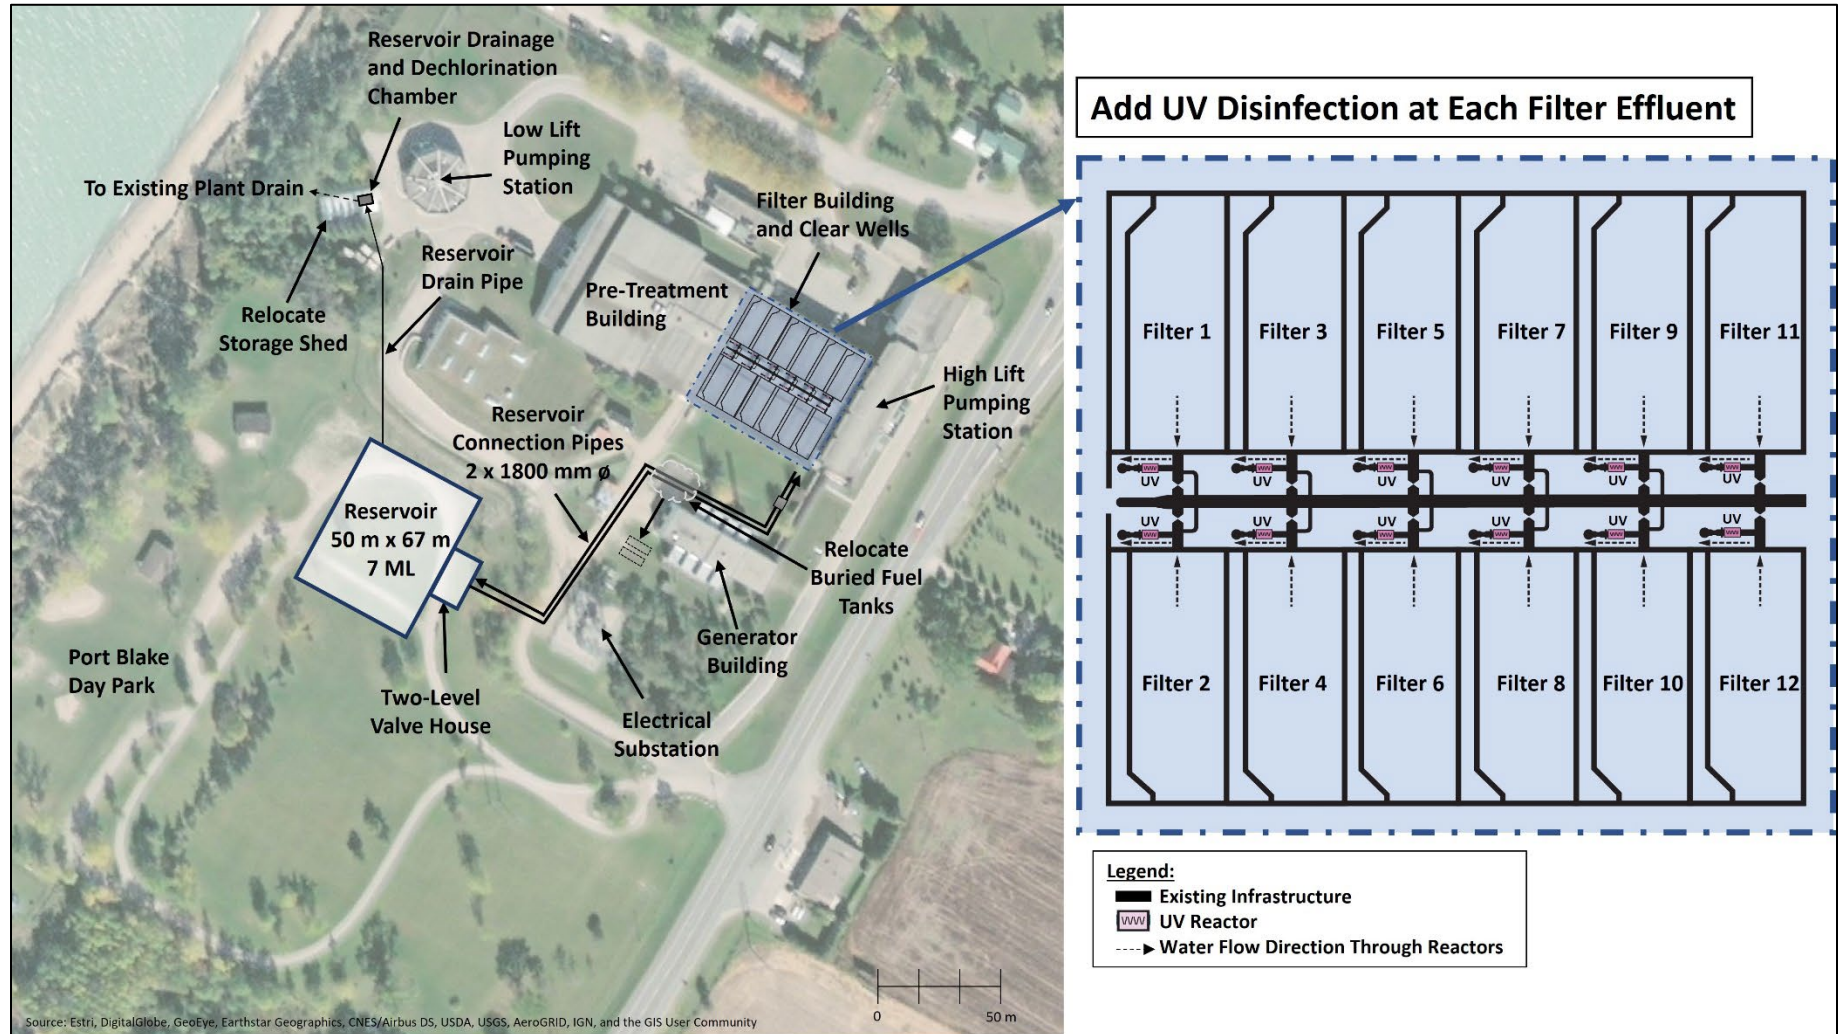 Reservoir Drainage
and Dechlorination
Chamber
Low Lift
Pumping
Station
To Existing Plant Drain
Filter Building
and Clear Wells
Reservoir
Drain Pipe
Pre-Treatment
Building
Relocate
Storage Shed
High Lift
Pumping
Station
Reservoir
Connection Pipes
2 x 1800 mm ø
Reservoir
50 m x 67 m
7 ML
Relocate
Buried Fuel
Tanks
Generator
Building
Port Blake
Day Park
Two-Level
Valve House
Electrical
Substation
0 50 m
Source: Estri, DigitalGlobe, GeoEye, Earthstar Geographics, CNES/Airbus DS, USDA, USGS, AeroGRID, IGN, and the GIS User Community
Add UV Disinfection at Each Filter Effluent
Filter 1 Filter 3 Filter 5 Filter 7 Filter 9 Filter 11
UV UV UV UV UV UV
UV UV UV UV UV UV
Filter 2 Filter 4 Filter 6 Filter 8 Filter 10 Filter 12
Legend:
Existing Infrastructure
UV Reactor
Water Flow Direction Through Reactors